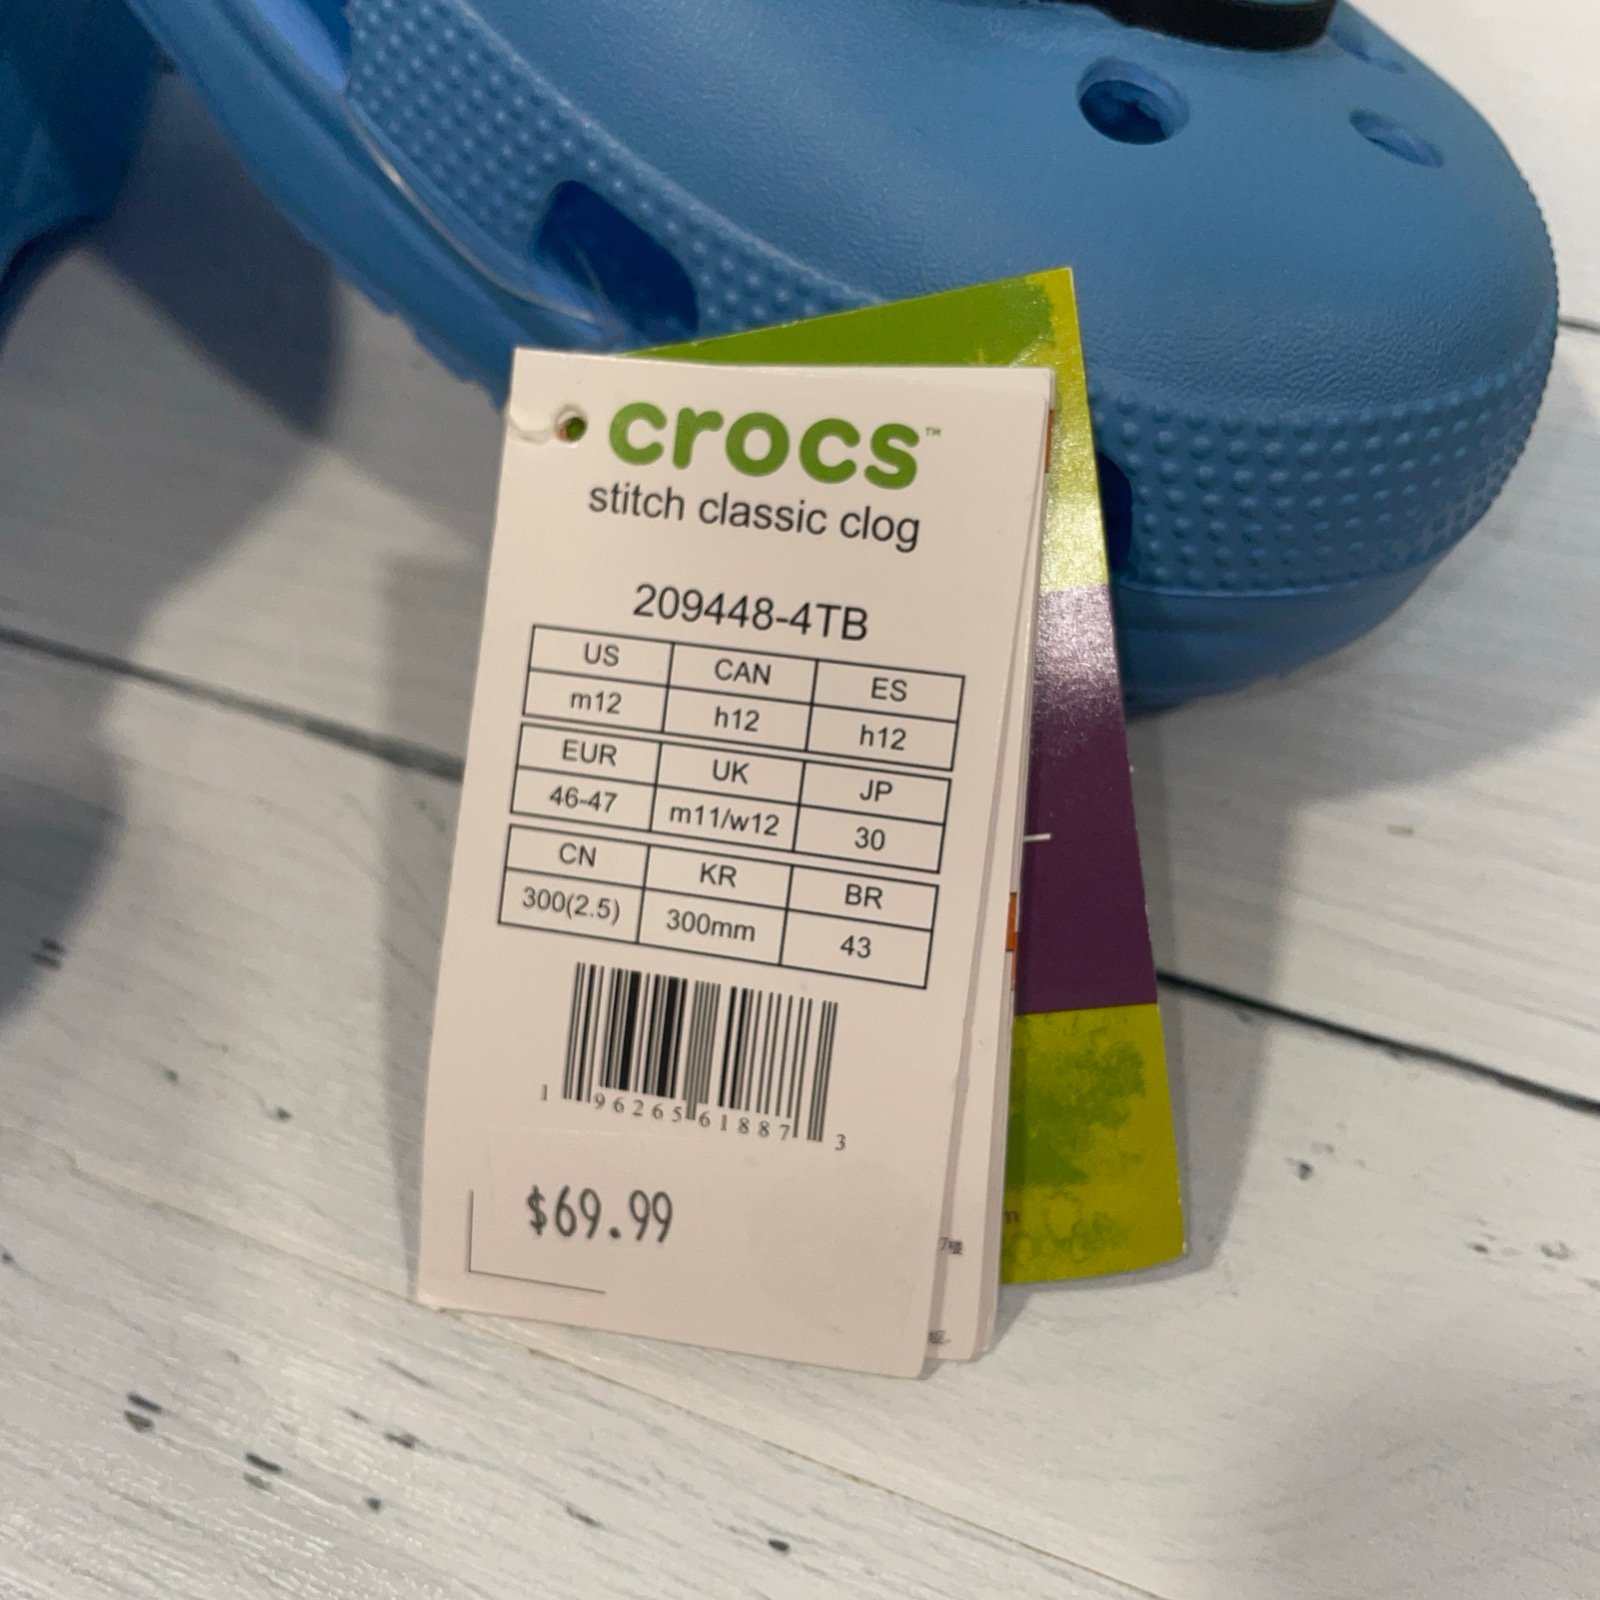 crocs™
stitch classic clog
209448-4TB
US CAN ES
m12 h12 h12
EUR UK JP
46-47 m11/w12 30
CN KR BR
300(2.5) 300mm 43
1 96265 61887 3
$69.99